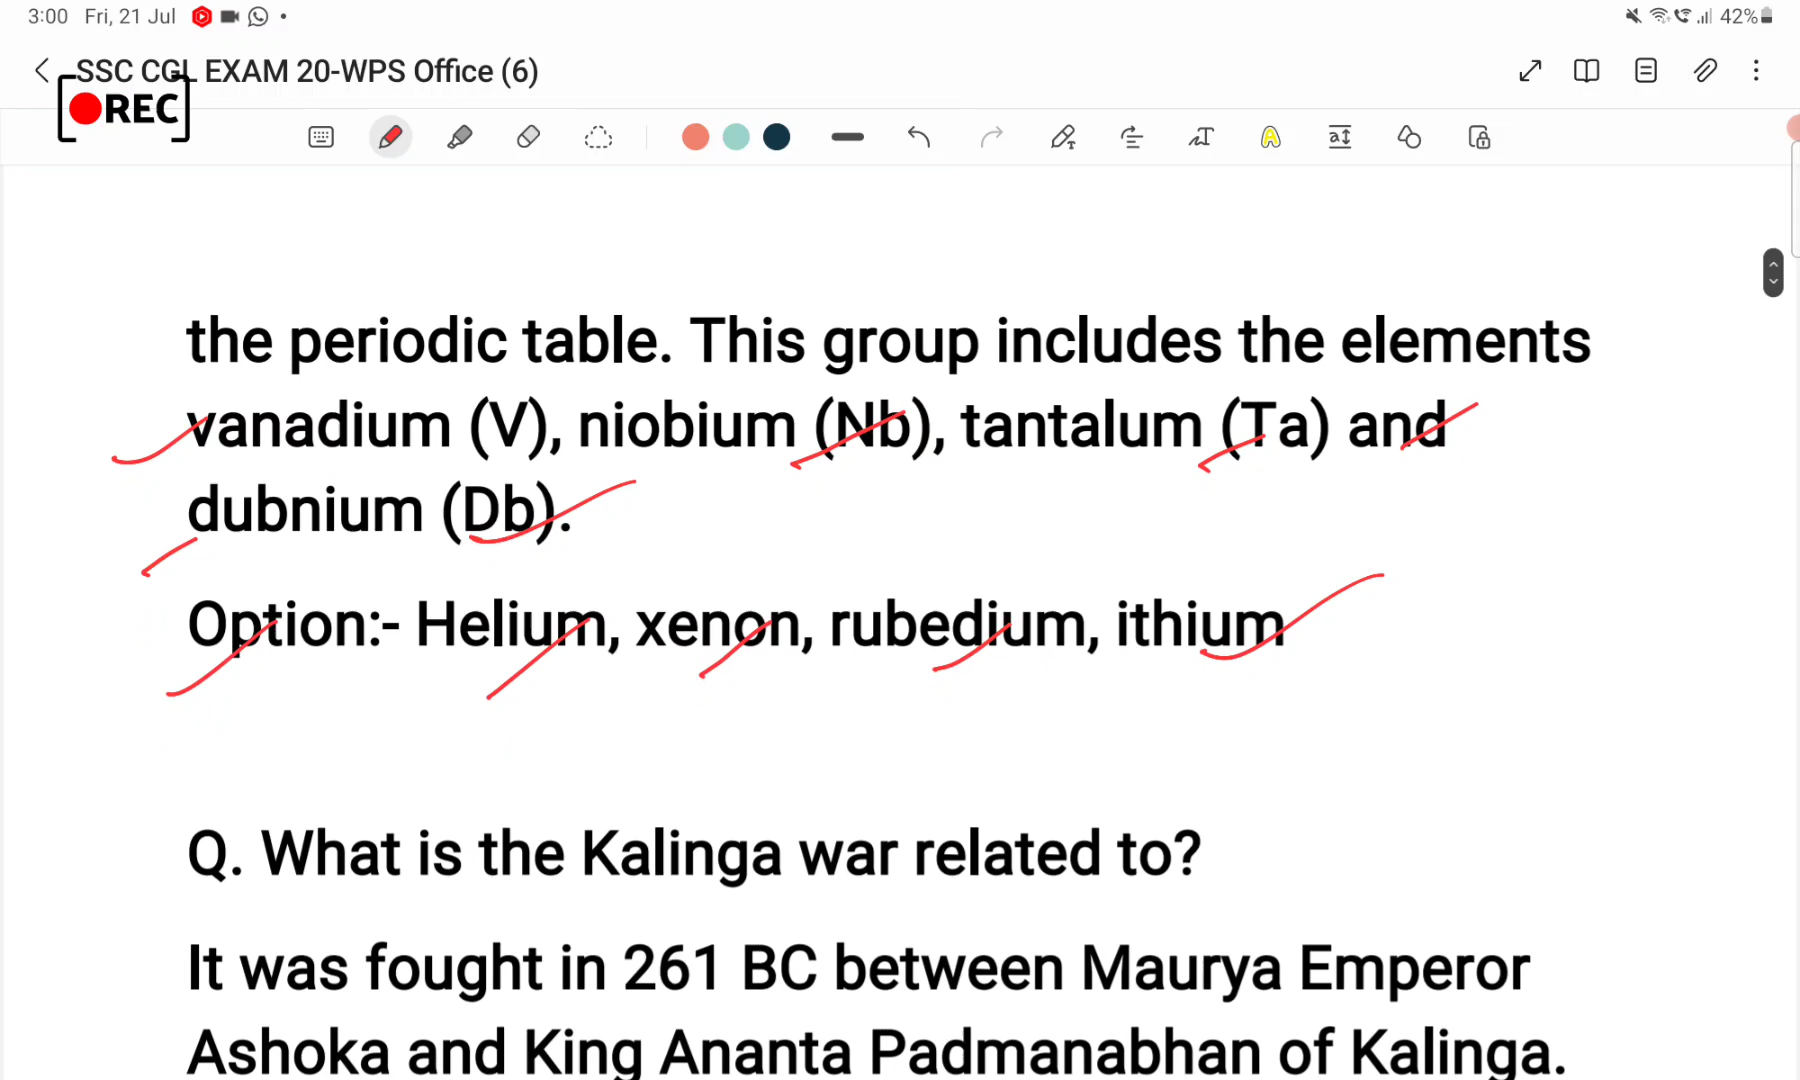 3:00 Fri, 21 Jul 42%
SSC CGL EXAM 20-WPS Office (6)
REC
the periodic table. This group includes the elements
vanadium (V), niobium (Nb), tantalum (Ta) and
dubnium (Db).
Option:- Helium, xenon, rubedium, ithium
Q. What is the Kalinga war related to?
It was fought in 261 BC between Maurya Emperor
Ashoka and King Ananta Padmanabhan of Kalinga.